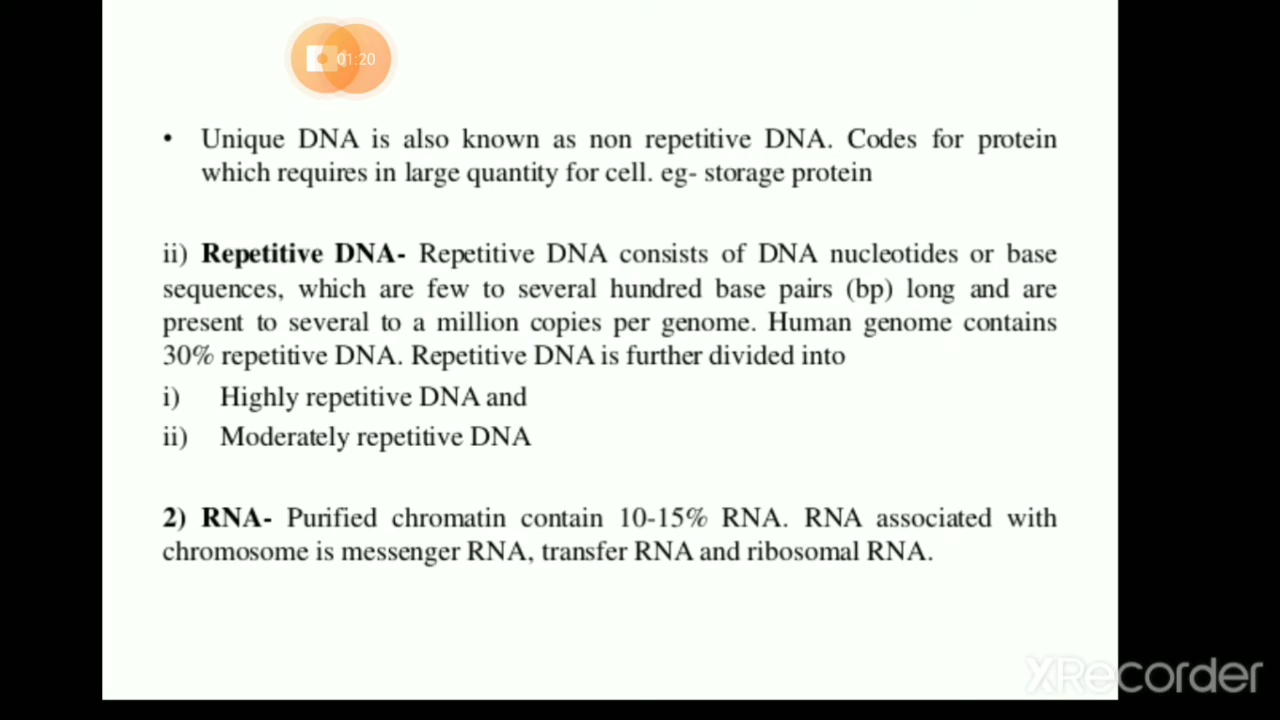 01:20
• Unique DNA is also known as non repetitive DNA. Codes for protein
which requires in large quantity for cell. eg- storage protein
ii) Repetitive DNA- Repetitive DNA consists of DNA nucleotides or base
sequences, which are few to several hundred base pairs (bp) long and are
present to several to a million copies per genome. Human genome contains
30% repetitive DNA. Repetitive DNA is further divided into
i) Highly repetitive DNA and
ii) Moderately repetitive DNA
2) RNA- Purified chromatin contain 10-15% RNA. RNA associated with
chromosome is messenger RNA, transfer RNA and ribosomal RNA.
XRecorder